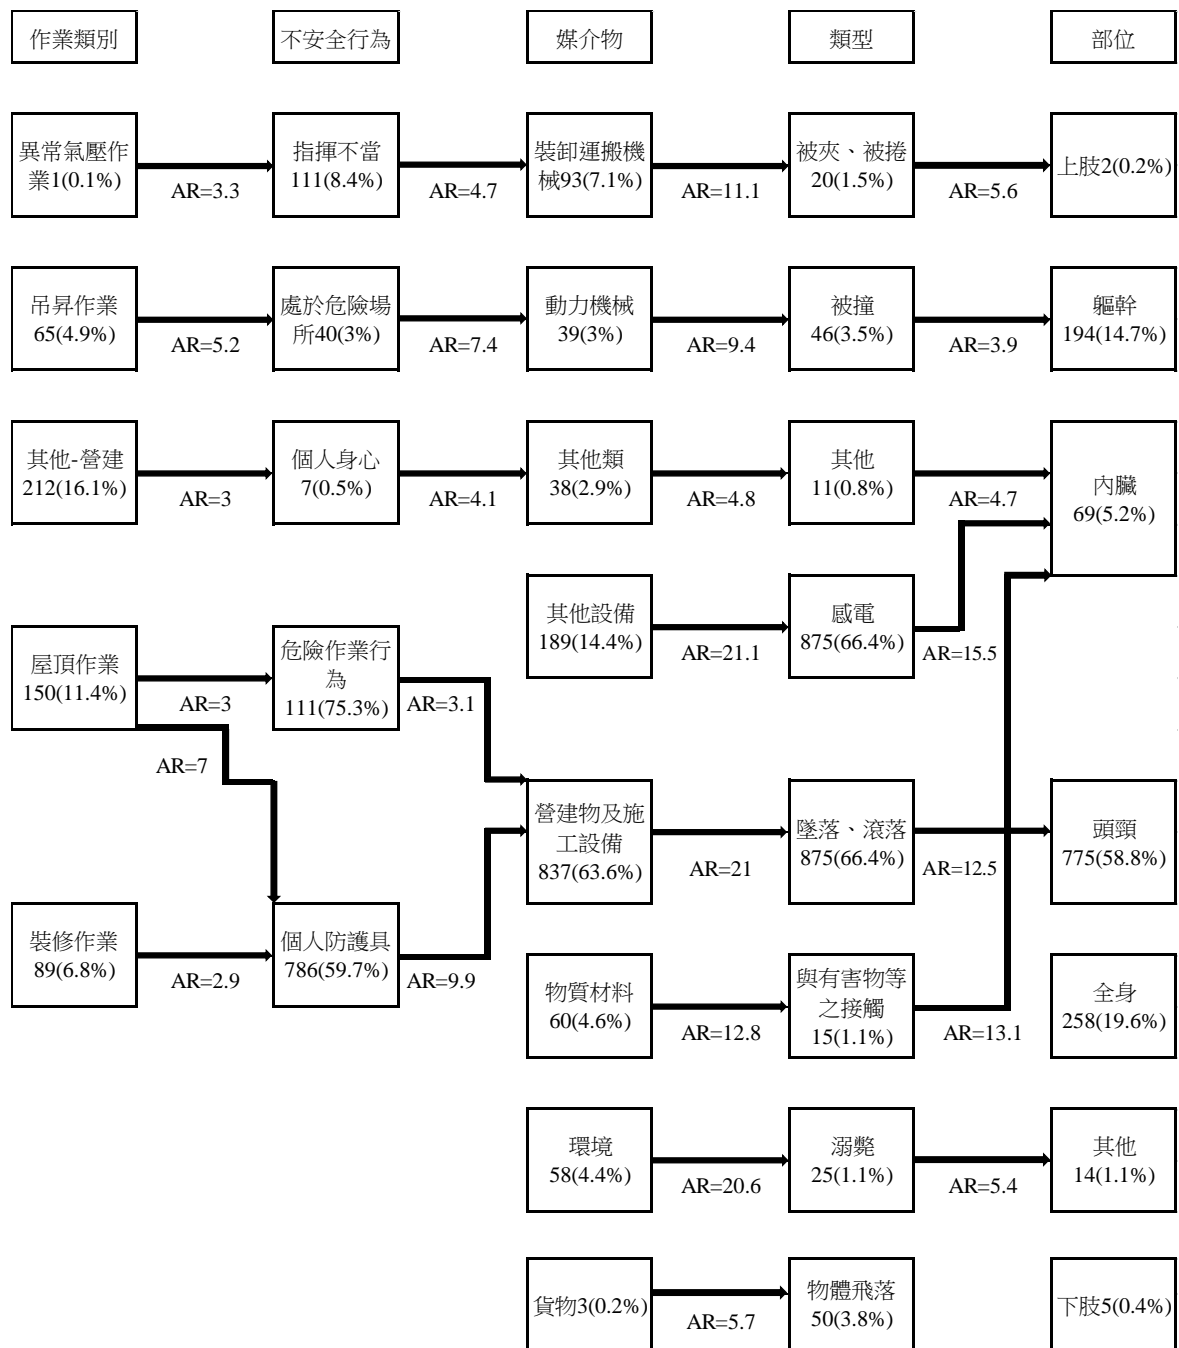 作業類別
不安全行為
媒介物
類型
部位
異常氣壓作
業1(0.1%)
AR=3.3
指揮不當
111(8.4%)
AR=4.7
裝卸運搬機
械93(7.1%)
AR=11.1
被夾、被捲
20(1.5%)
AR=5.6
上肢2(0.2%)
吊昇作業
65(4.9%)
AR=5.2
處於危險場
所40(3%)
AR=7.4
動力機械
39(3%)
AR=9.4
被撞
46(3.5%)
AR=3.9
軀幹
194(14.7%)
其他-營建
212(16.1%)
AR=3
個人身心
7(0.5%)
AR=4.1
其他類
38(2.9%)
AR=4.8
其他
11(0.8%)
AR=4.7
內臟
69(5.2%)
其他設備
189(14.4%)
AR=21.1
感電
875(66.4%)
AR=15.5
屋頂作業
150(11.4%)
AR=3
危險作業行
為
111(75.3%)
AR=3.1
AR=7
營建物及施
工設備
837(63.6%)
AR=21
墜落、滾落
875(66.4%)
AR=12.5
頭頸
775(58.8%)
裝修作業
89(6.8%)
AR=2.9
個人防護具
786(59.7%)
AR=9.9
物質材料
60(4.6%)
AR=12.8
與有害物等
之接觸
15(1.1%)
AR=13.1
全身
258(19.6%)
環境
58(4.4%)
AR=20.6
溺斃
25(1.1%)
AR=5.4
其他
14(1.1%)
貨物3(0.2%)
AR=5.7
物體飛落
50(3.8%)
下肢5(0.4%)